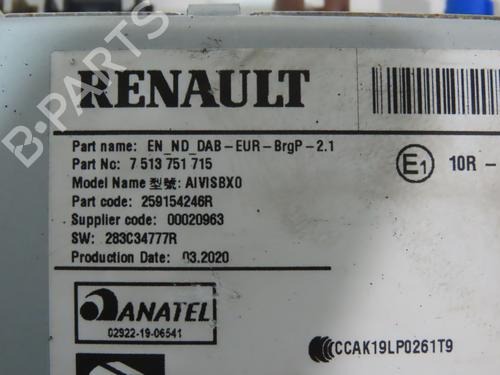 RENAULT
Part name: EN_ND_DAB-EUR-BrgP-2.1
Part No: 7 513 751 715
Model Name 型號: AIVISBX0
Part code: 259154246R
Supplier code: 00020963
SW: 283C34777R
Production Date: 03.2020
E1 10R -
ANATEL
02922-19-06541
CCAK19LP0261T9
B-PARTS